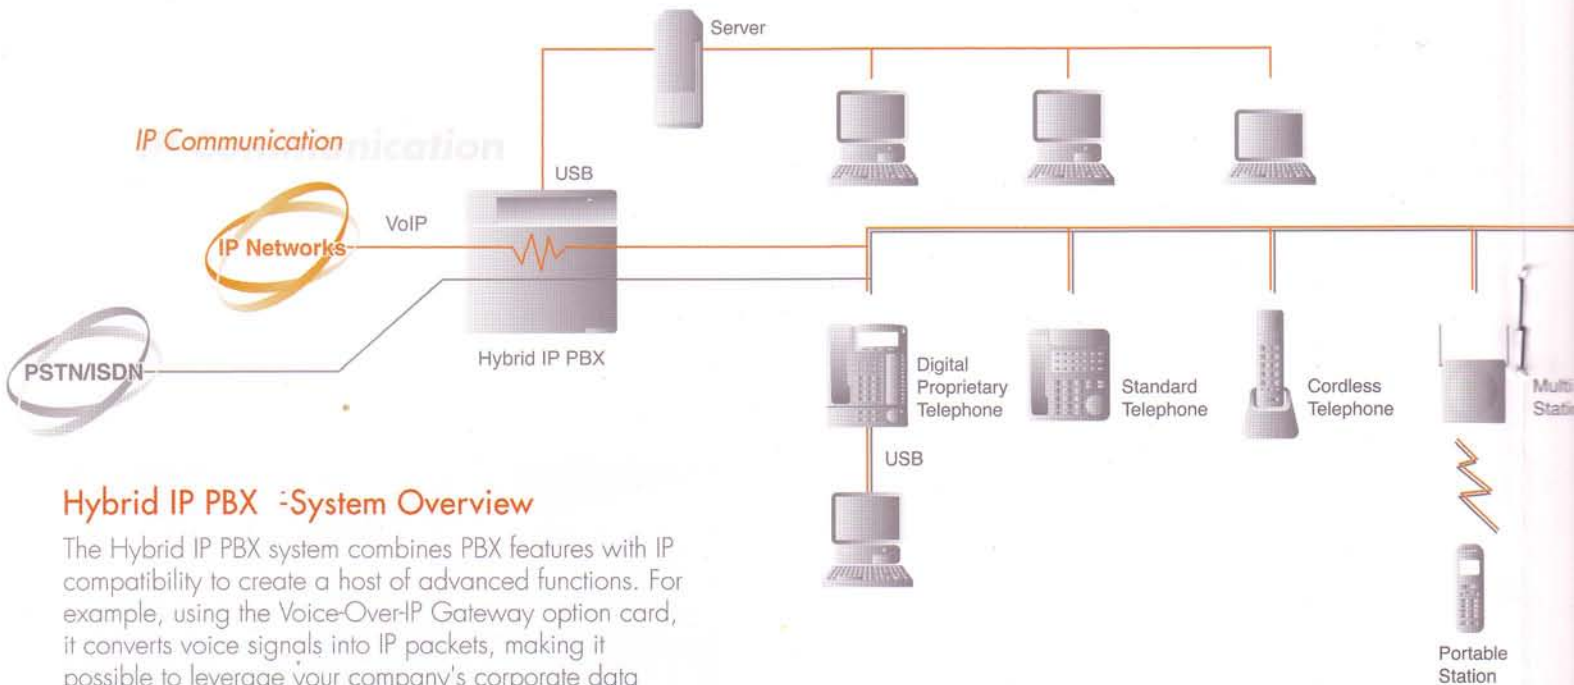 Server
IP Communication
USB
VoIP
IP Networks
PSTN/ISDN
Hybrid IP PBX
Digital
Proprietary
Telephone
Standard
Telephone
Cordless
Telephone
USB
Portable
Station
Hybrid IP PBX -System Overview
The Hybrid IP PBX system combines PBX features with IP
compatibility to create a host of advanced functions. For
example, using the Voice-Over-IP Gateway option card,
it converts voice signals into IP packets, making it
possible to leverage your company's corporate data